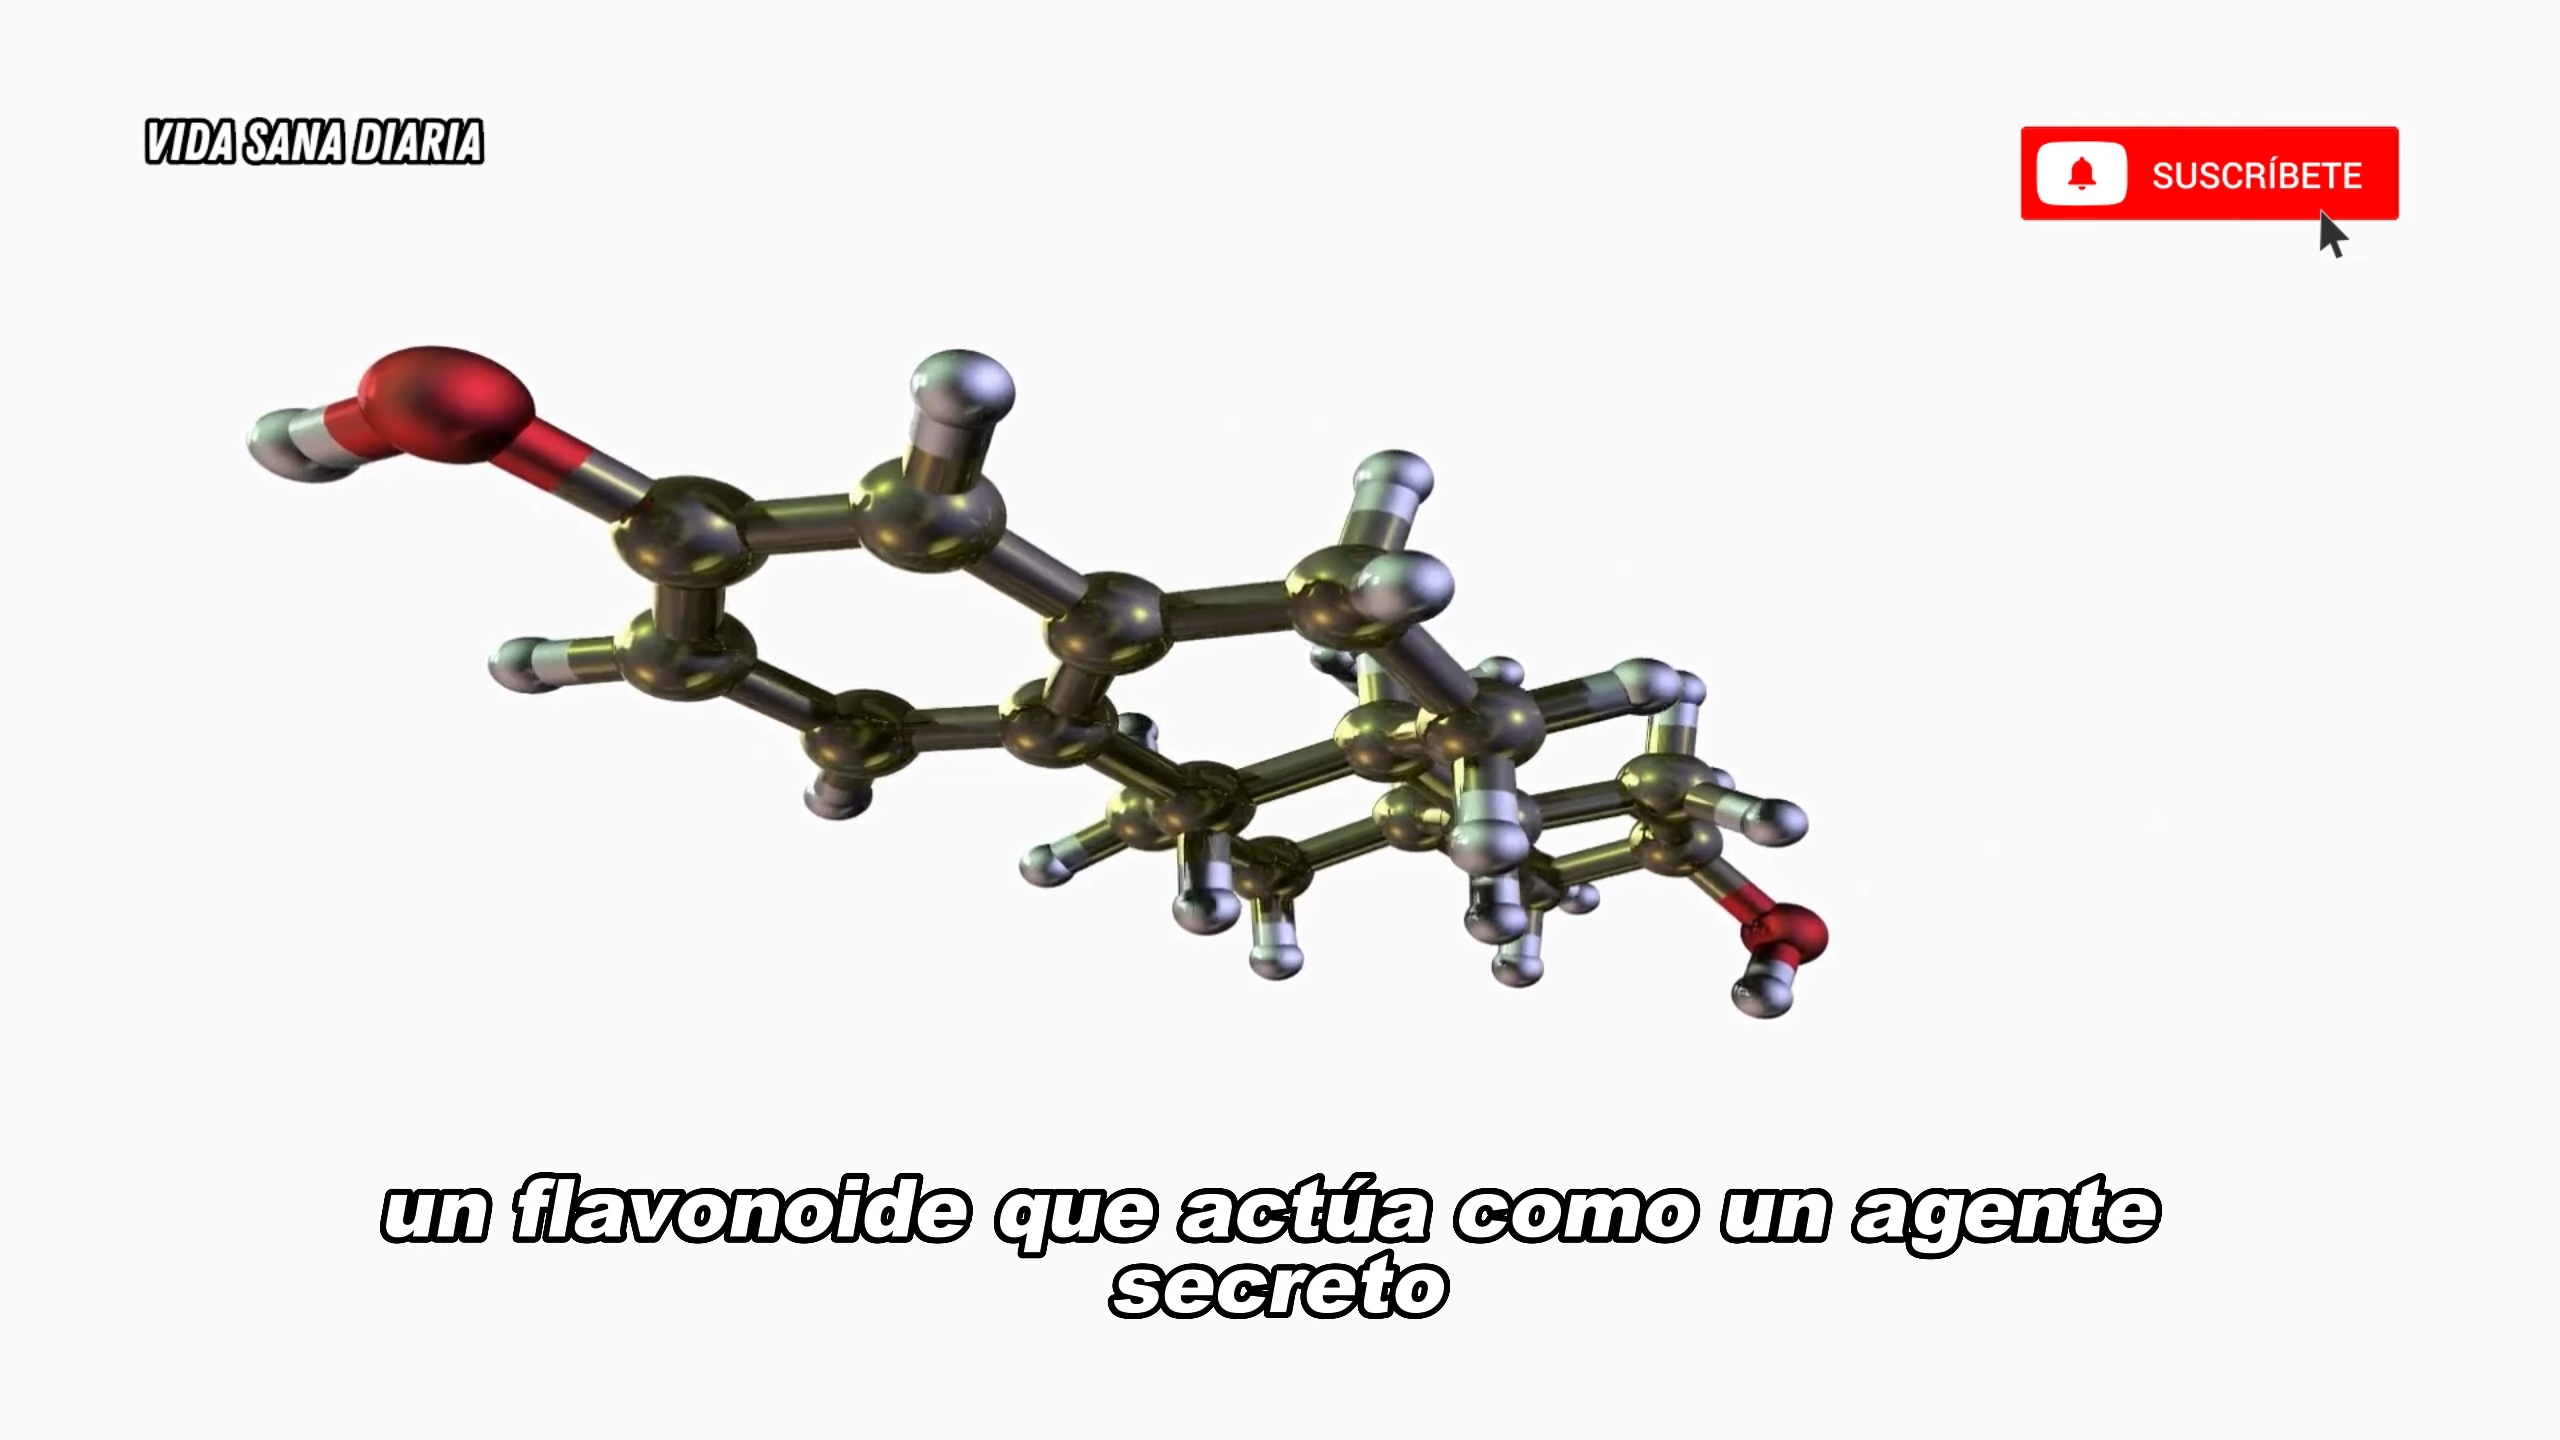 VIDA SANA DIARIA
SUSCRÍBETE
un flavonoide que actúa como un agente
secreto